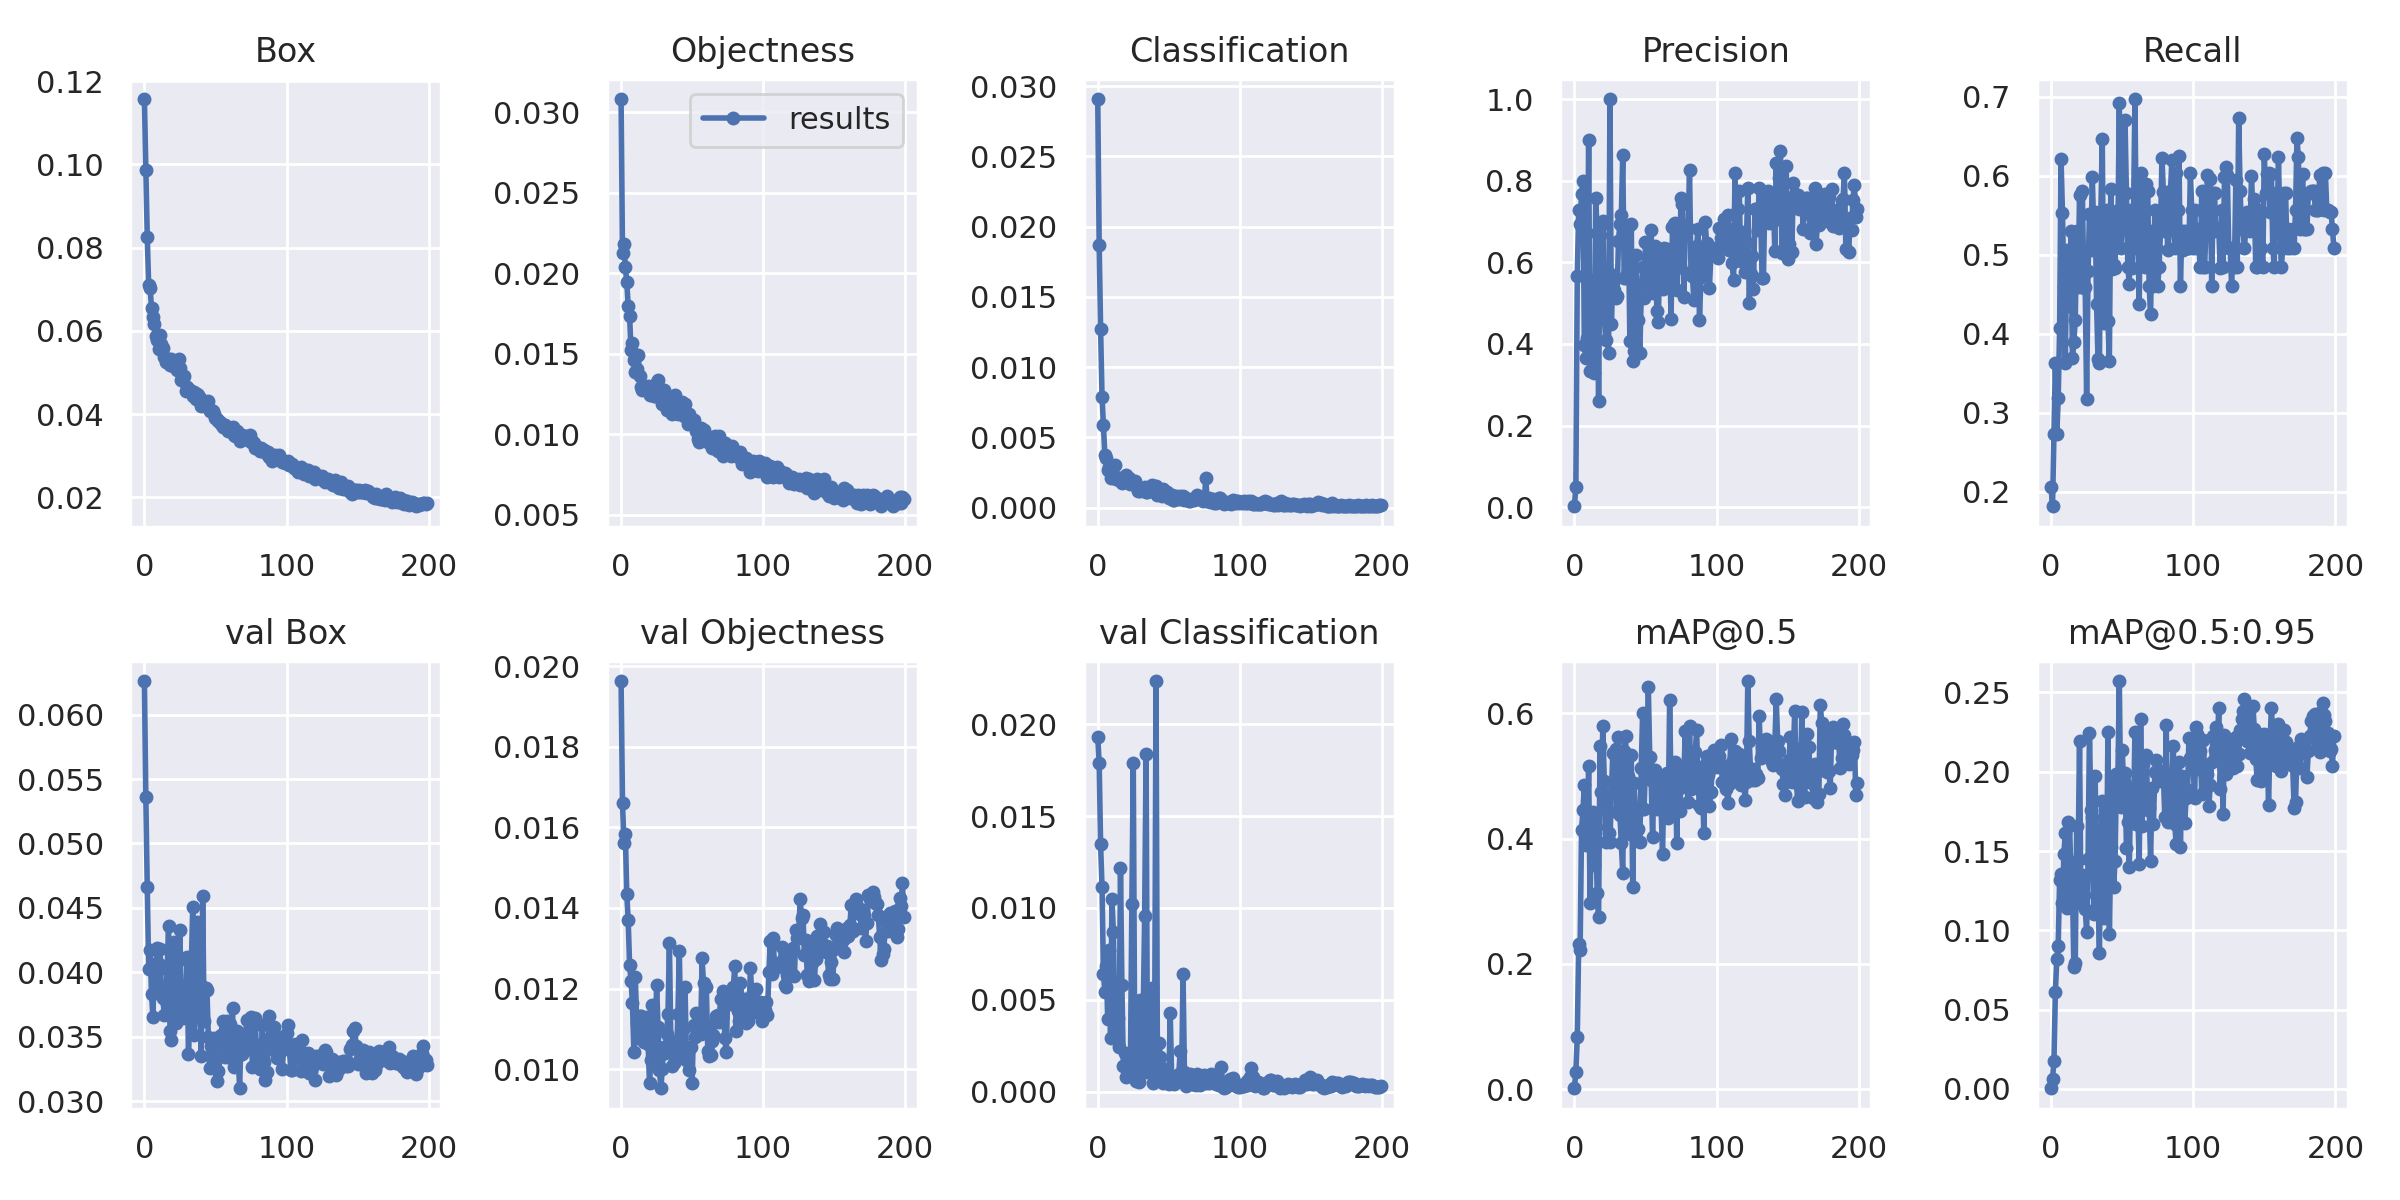 Box
0.12
0.10
0.08
0.06
0.04
0.02
0 100 200
Objectness
results
0.030
0.025
0.020
0.015
0.010
0.005
0 100 200
Classification
0.030
0.025
0.020
0.015
0.010
0.005
0.000
0 100 200
Precision
1.0
0.8
0.6
0.4
0.2
0.0
0 100 200
Recall
0.7
0.6
0.5
0.4
0.3
0.2
0 100 200
val Box
0.060
0.055
0.050
0.045
0.040
0.035
0.030
0 100 200
val Objectness
0.020
0.018
0.016
0.014
0.012
0.010
0 100 200
val Classification
0.020
0.015
0.010
0.005
0.000
0 100 200
mAP@0.5
0.6
0.4
0.2
0.0
0 100 200
mAP@0.5:0.95
0.25
0.20
0.15
0.10
0.05
0.00
0 100 200